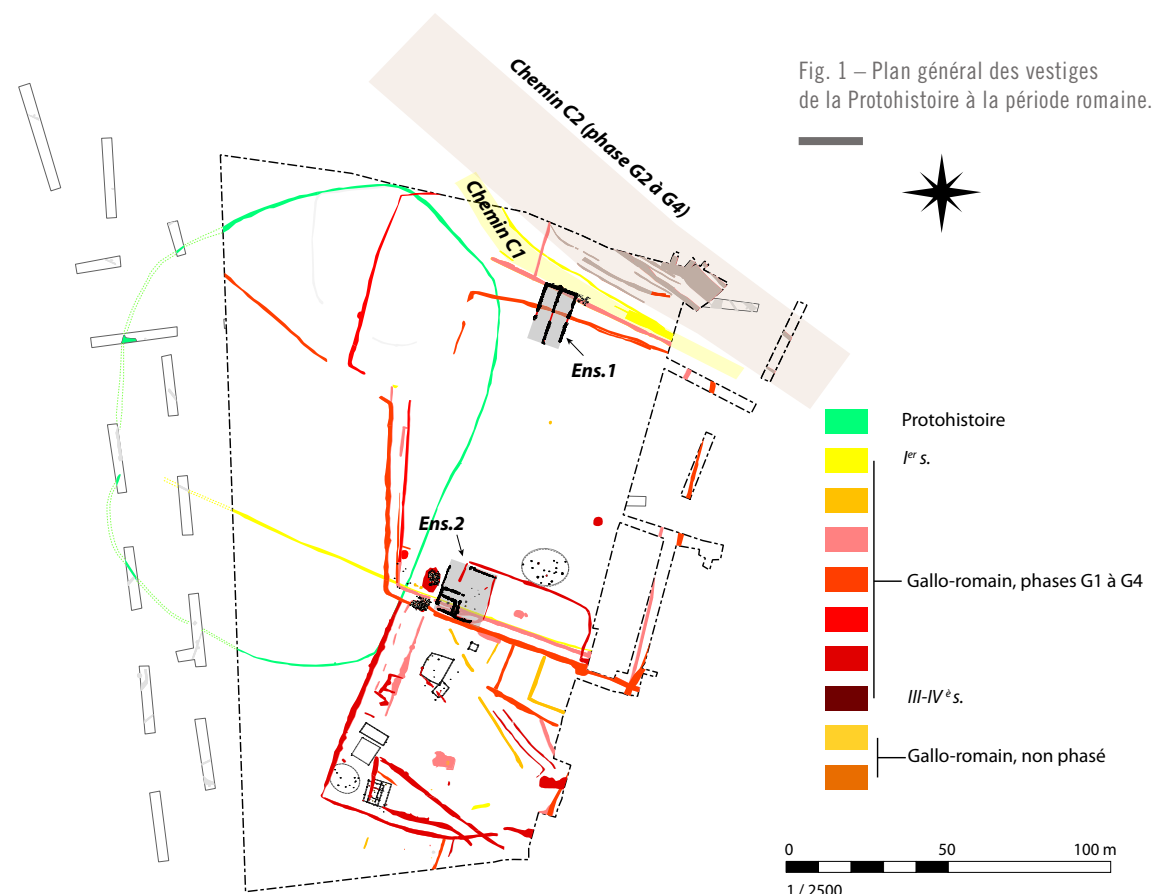 Fig. 1 – Plan général des vestiges
de la Protohistoire à la période romaine.
Chemin C2 (phase G2 à G4)
Chemin C1
Ens.1
Ens.2
Protohistoire
Ier s.
Gallo-romain, phases G1 à G4
III-IV è s.
Gallo-romain, non phasé
0 50 100 m
1 / 2500